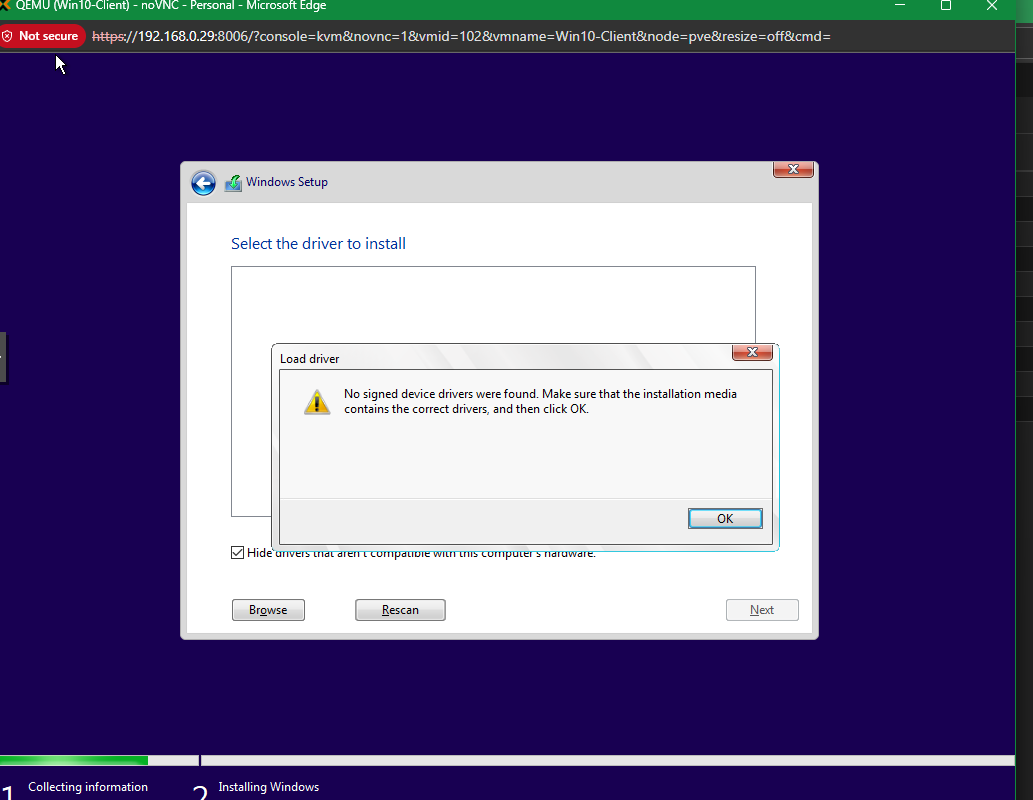 QEMU (Win10-Client) - noVNC - Personal - Microsoft Edge
Not secure
https://192.168.0.29:8006/?console=kvm&novnc=1&vmid=102&vmname=Win10-Client&node=pve&resize=off&cmd=
Windows Setup
Select the driver to install
Load driver
No signed device drivers were found. Make sure that the installation media
contains the correct drivers, and then click OK.
OK
Hide drivers that aren't compatible with this computer's hardware.
Browse
Rescan
Next
1 Collecting information
2 Installing Windows